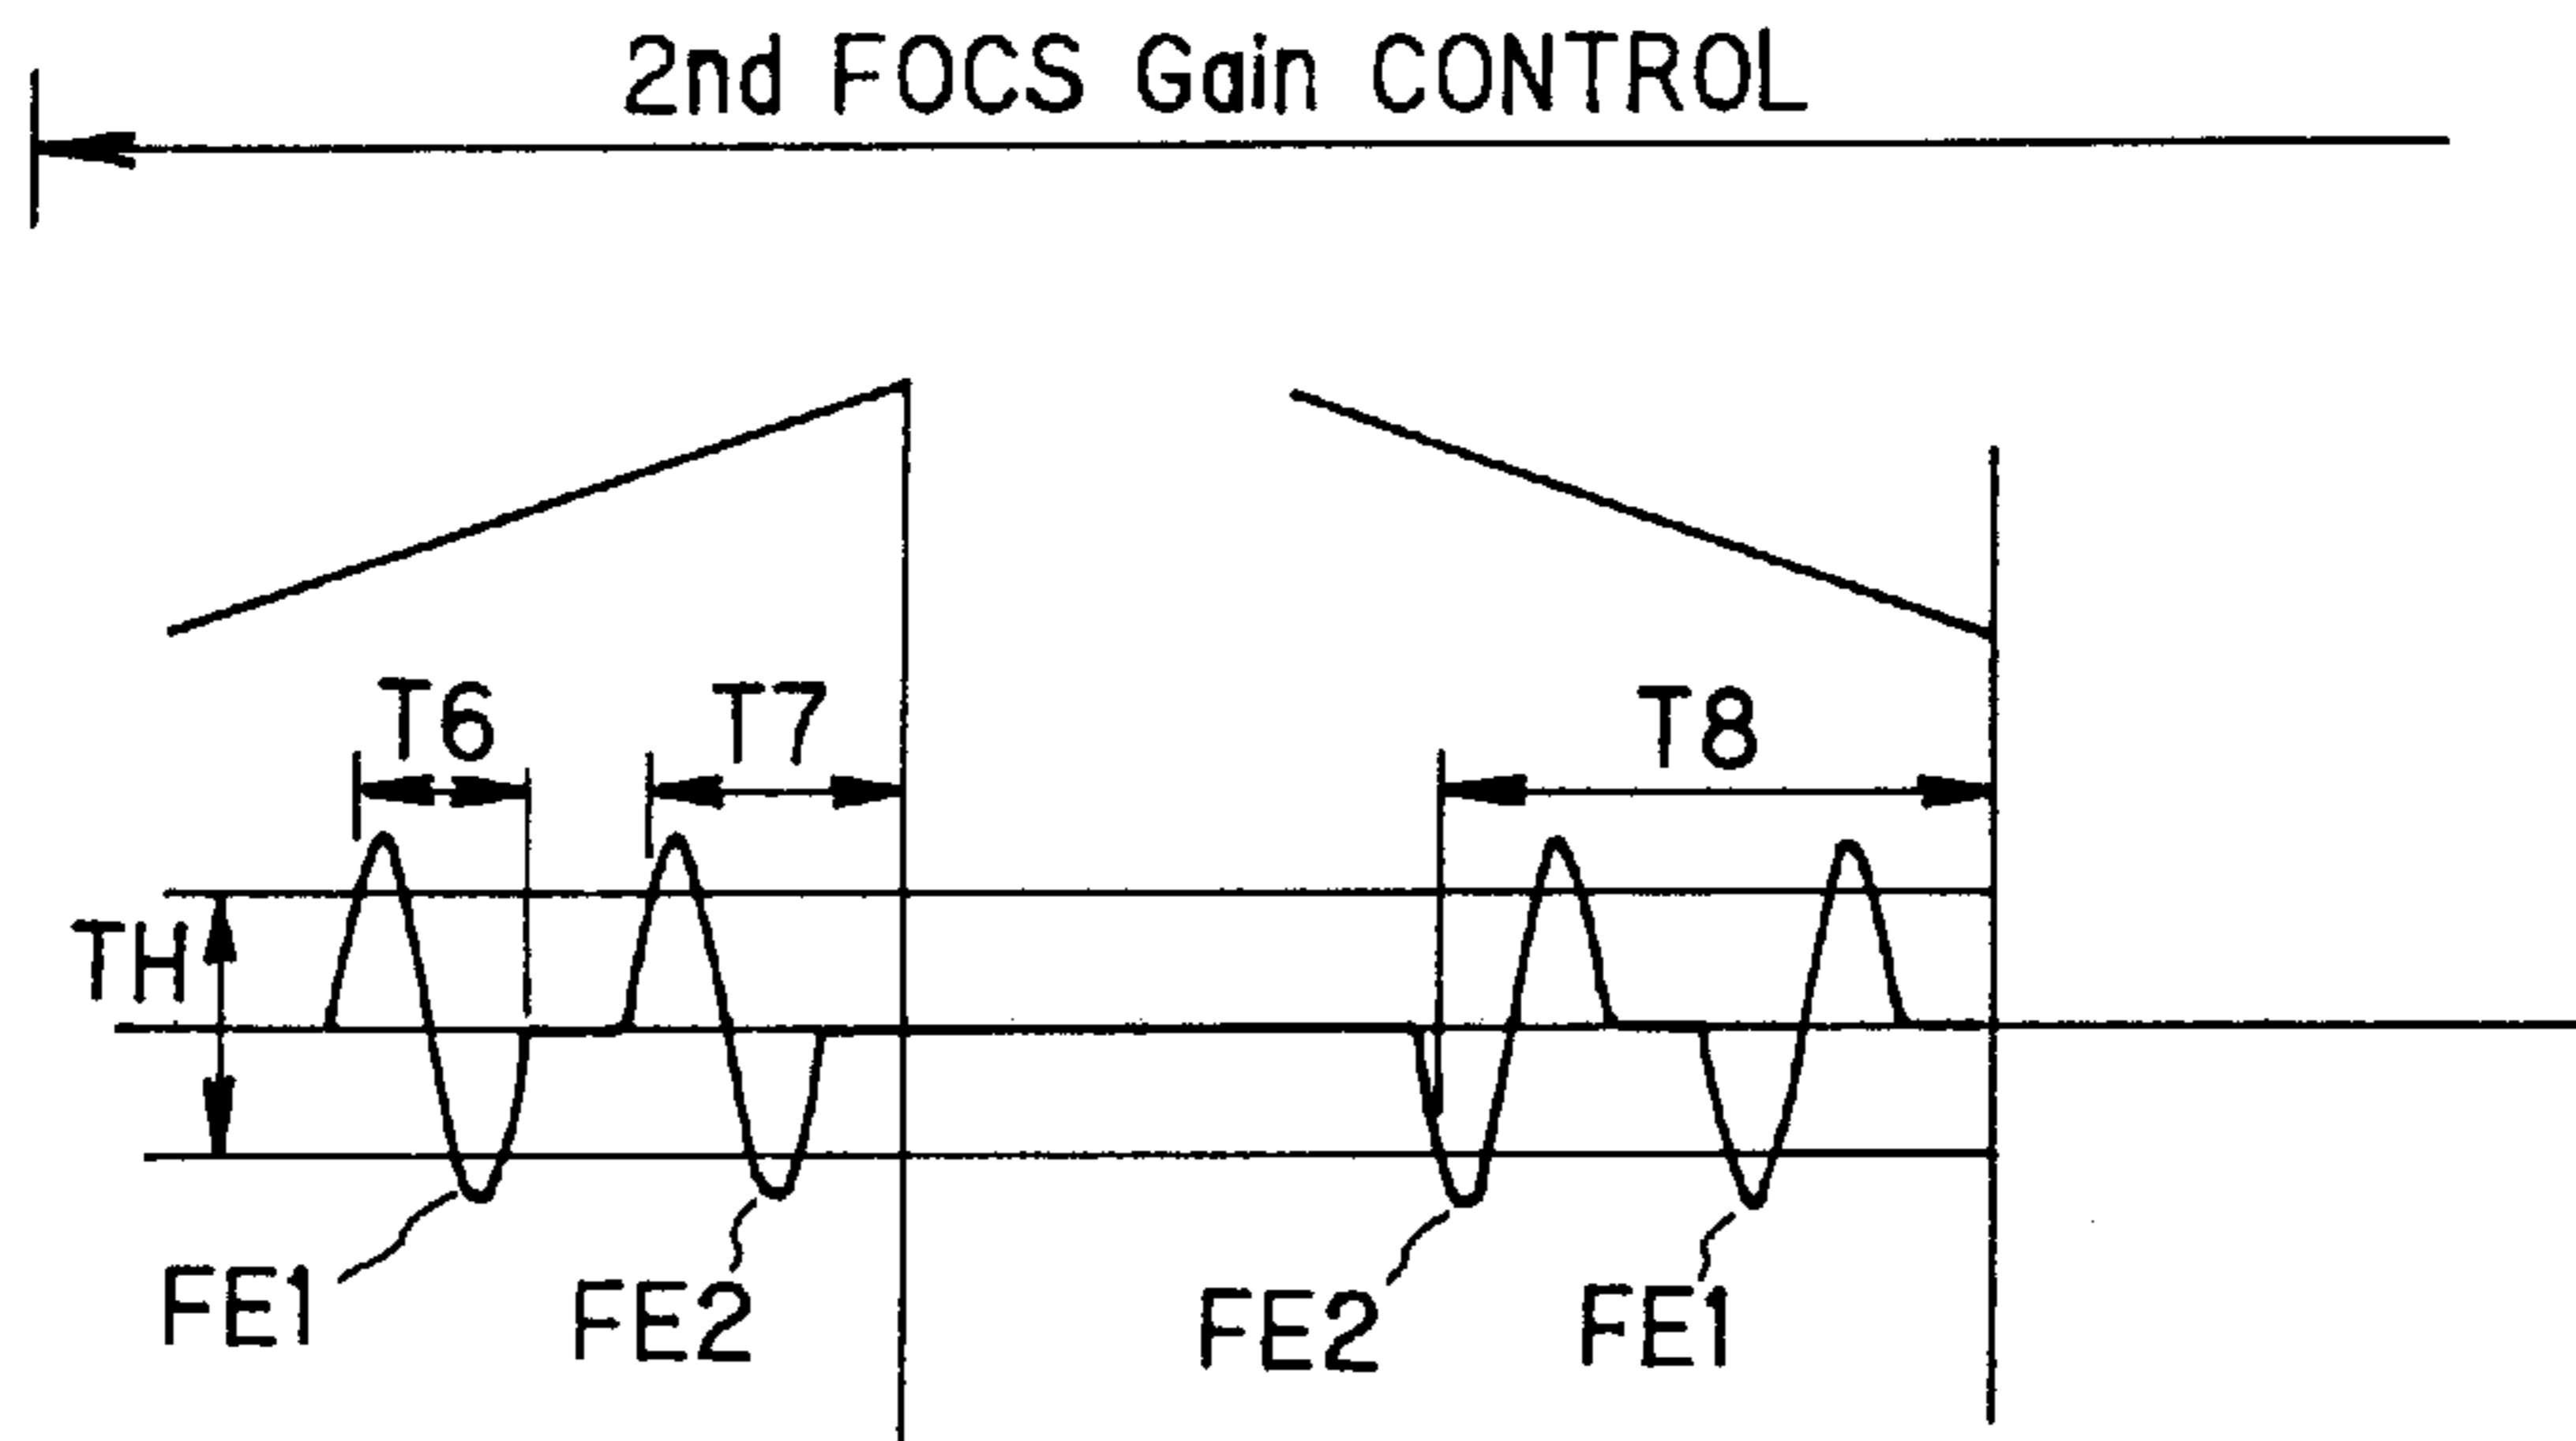 2nd FOCS Gain CONTROL
T6
T7
T8
TH
FE1
FE2
FE2
FE1